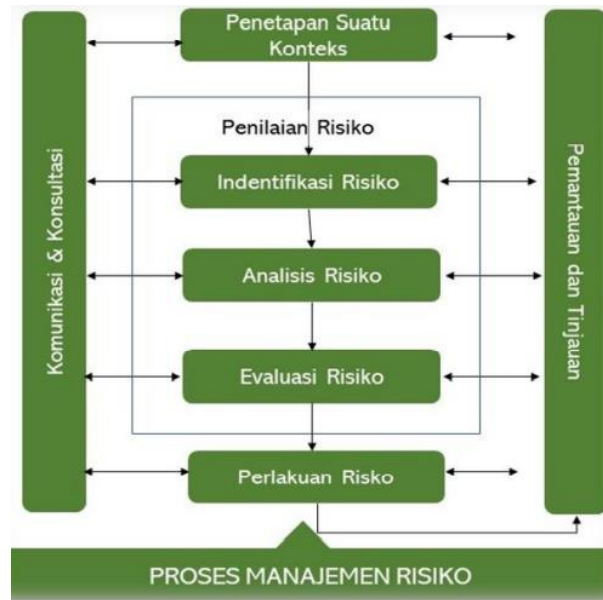 Penetapan Suatu
Konteks
Penilaian Risiko
Indentifikasi Risiko
Analisis Risiko
Evaluasi Risiko
Perlakuan Risko
Komunikasi & Konsultasi
Pemantauan dan Tinjauan
PROSES MANAJEMEN RISIKO